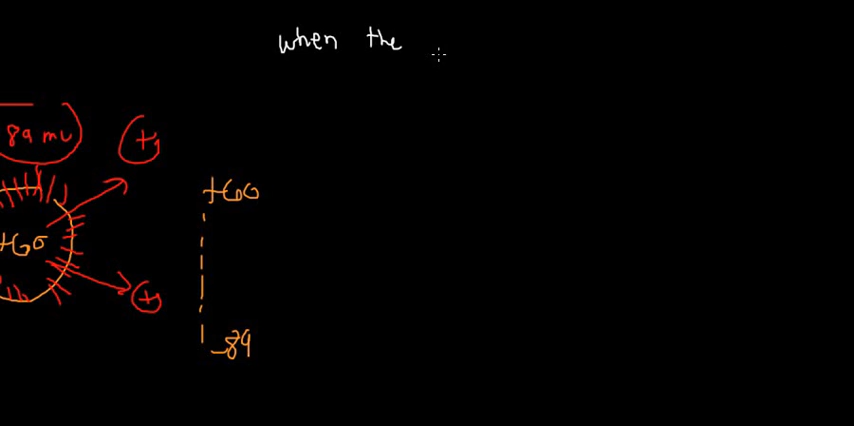 when the
89 mv
+
+60
+60
+
-89